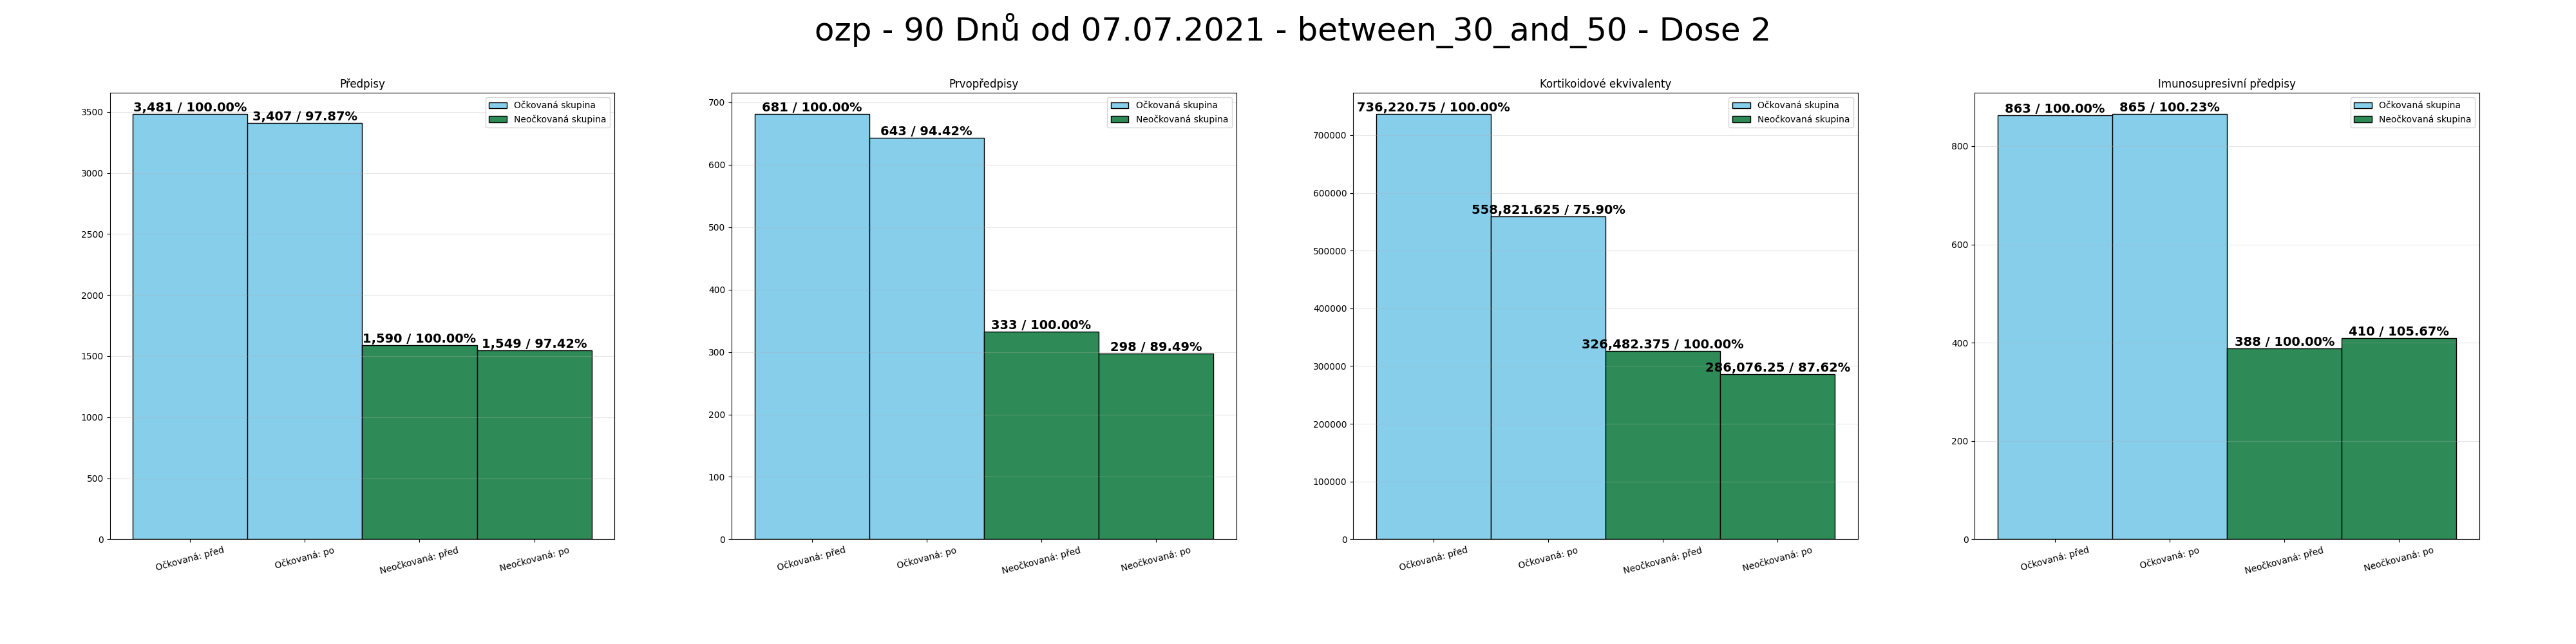 ozp - 90 Dnů od 07.07.2021 - between_30_and_50 - Dose 2
Předpisy
3,481 / 100.00%
3,407 / 97.87%
1,590 / 100.00%
1,549 / 97.42%
Očkovaná skupina
Neočkovaná skupina
3500
3000
2500
2000
1500
1000
500
0
Očkovaná: před
Očkovaná: po
Neočkovaná: před
Neočkovaná: po
Prvopředpisy
681 / 100.00%
643 / 94.42%
333 / 100.00%
298 / 89.49%
Očkovaná skupina
Neočkovaná skupina
700
600
500
400
300
200
100
0
Očkovaná: před
Očkovaná: po
Neočkovaná: před
Neočkovaná: po
Kortikoidové ekvivalenty
736,220.75 / 100.00%
558,821.625 / 75.90%
326,482.375 / 100.00%
286,076.25 / 87.62%
Očkovaná skupina
Neočkovaná skupina
700000
600000
500000
400000
300000
200000
100000
0
Očkovaná: před
Očkovaná: po
Neočkovaná: před
Neočkovaná: po
Imunosupresivní předpisy
863 / 100.00%
865 / 100.23%
388 / 100.00%
410 / 105.67%
Očkovaná skupina
Neočkovaná skupina
800
600
400
200
0
Očkovaná: před
Očkovaná: po
Neočkovaná: před
Neočkovaná: po